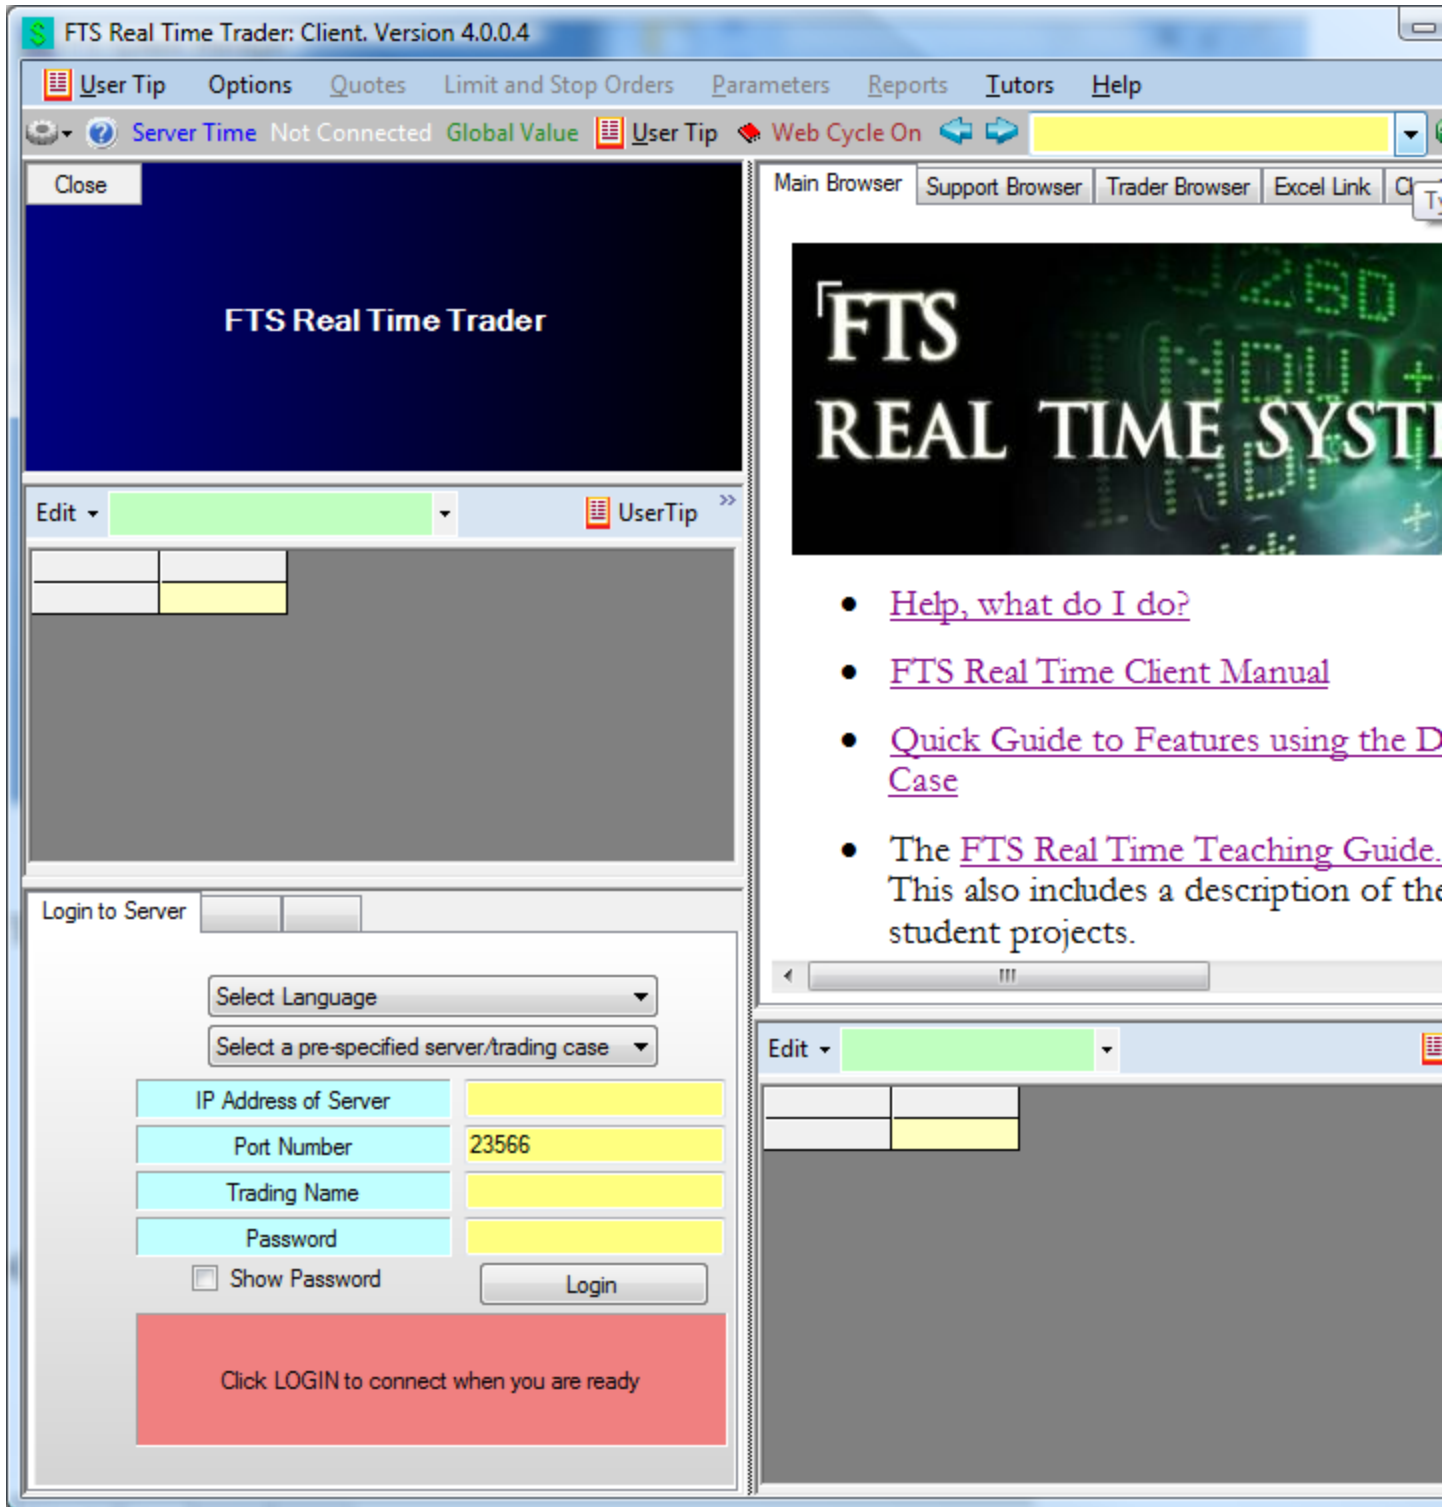 FTS Real Time Trader: Client. Version 4.0.0.4
User Tip Options Quotes Limit and Stop Orders Parameters Reports Tutors Help
Server Time Not Connected Global Value User Tip Web Cycle On
Close
FTS Real Time Trader
Main Browser Support Browser Trader Browser Excel Link
FTS
REAL TIME
Edit UserTip
Help, what do I do?
FTS Real Time Client Manual
Quick Guide to Features using the
Case
The FTS Real Time Teaching Guide.
This also includes a description of the
student projects.
Login to Server
Select Language
Select a pre-specified server/trading case
IP Address of Server
Port Number 23566
Trading Name
Password
Show Password Login
Click LOGIN to connect when you are ready
Edit